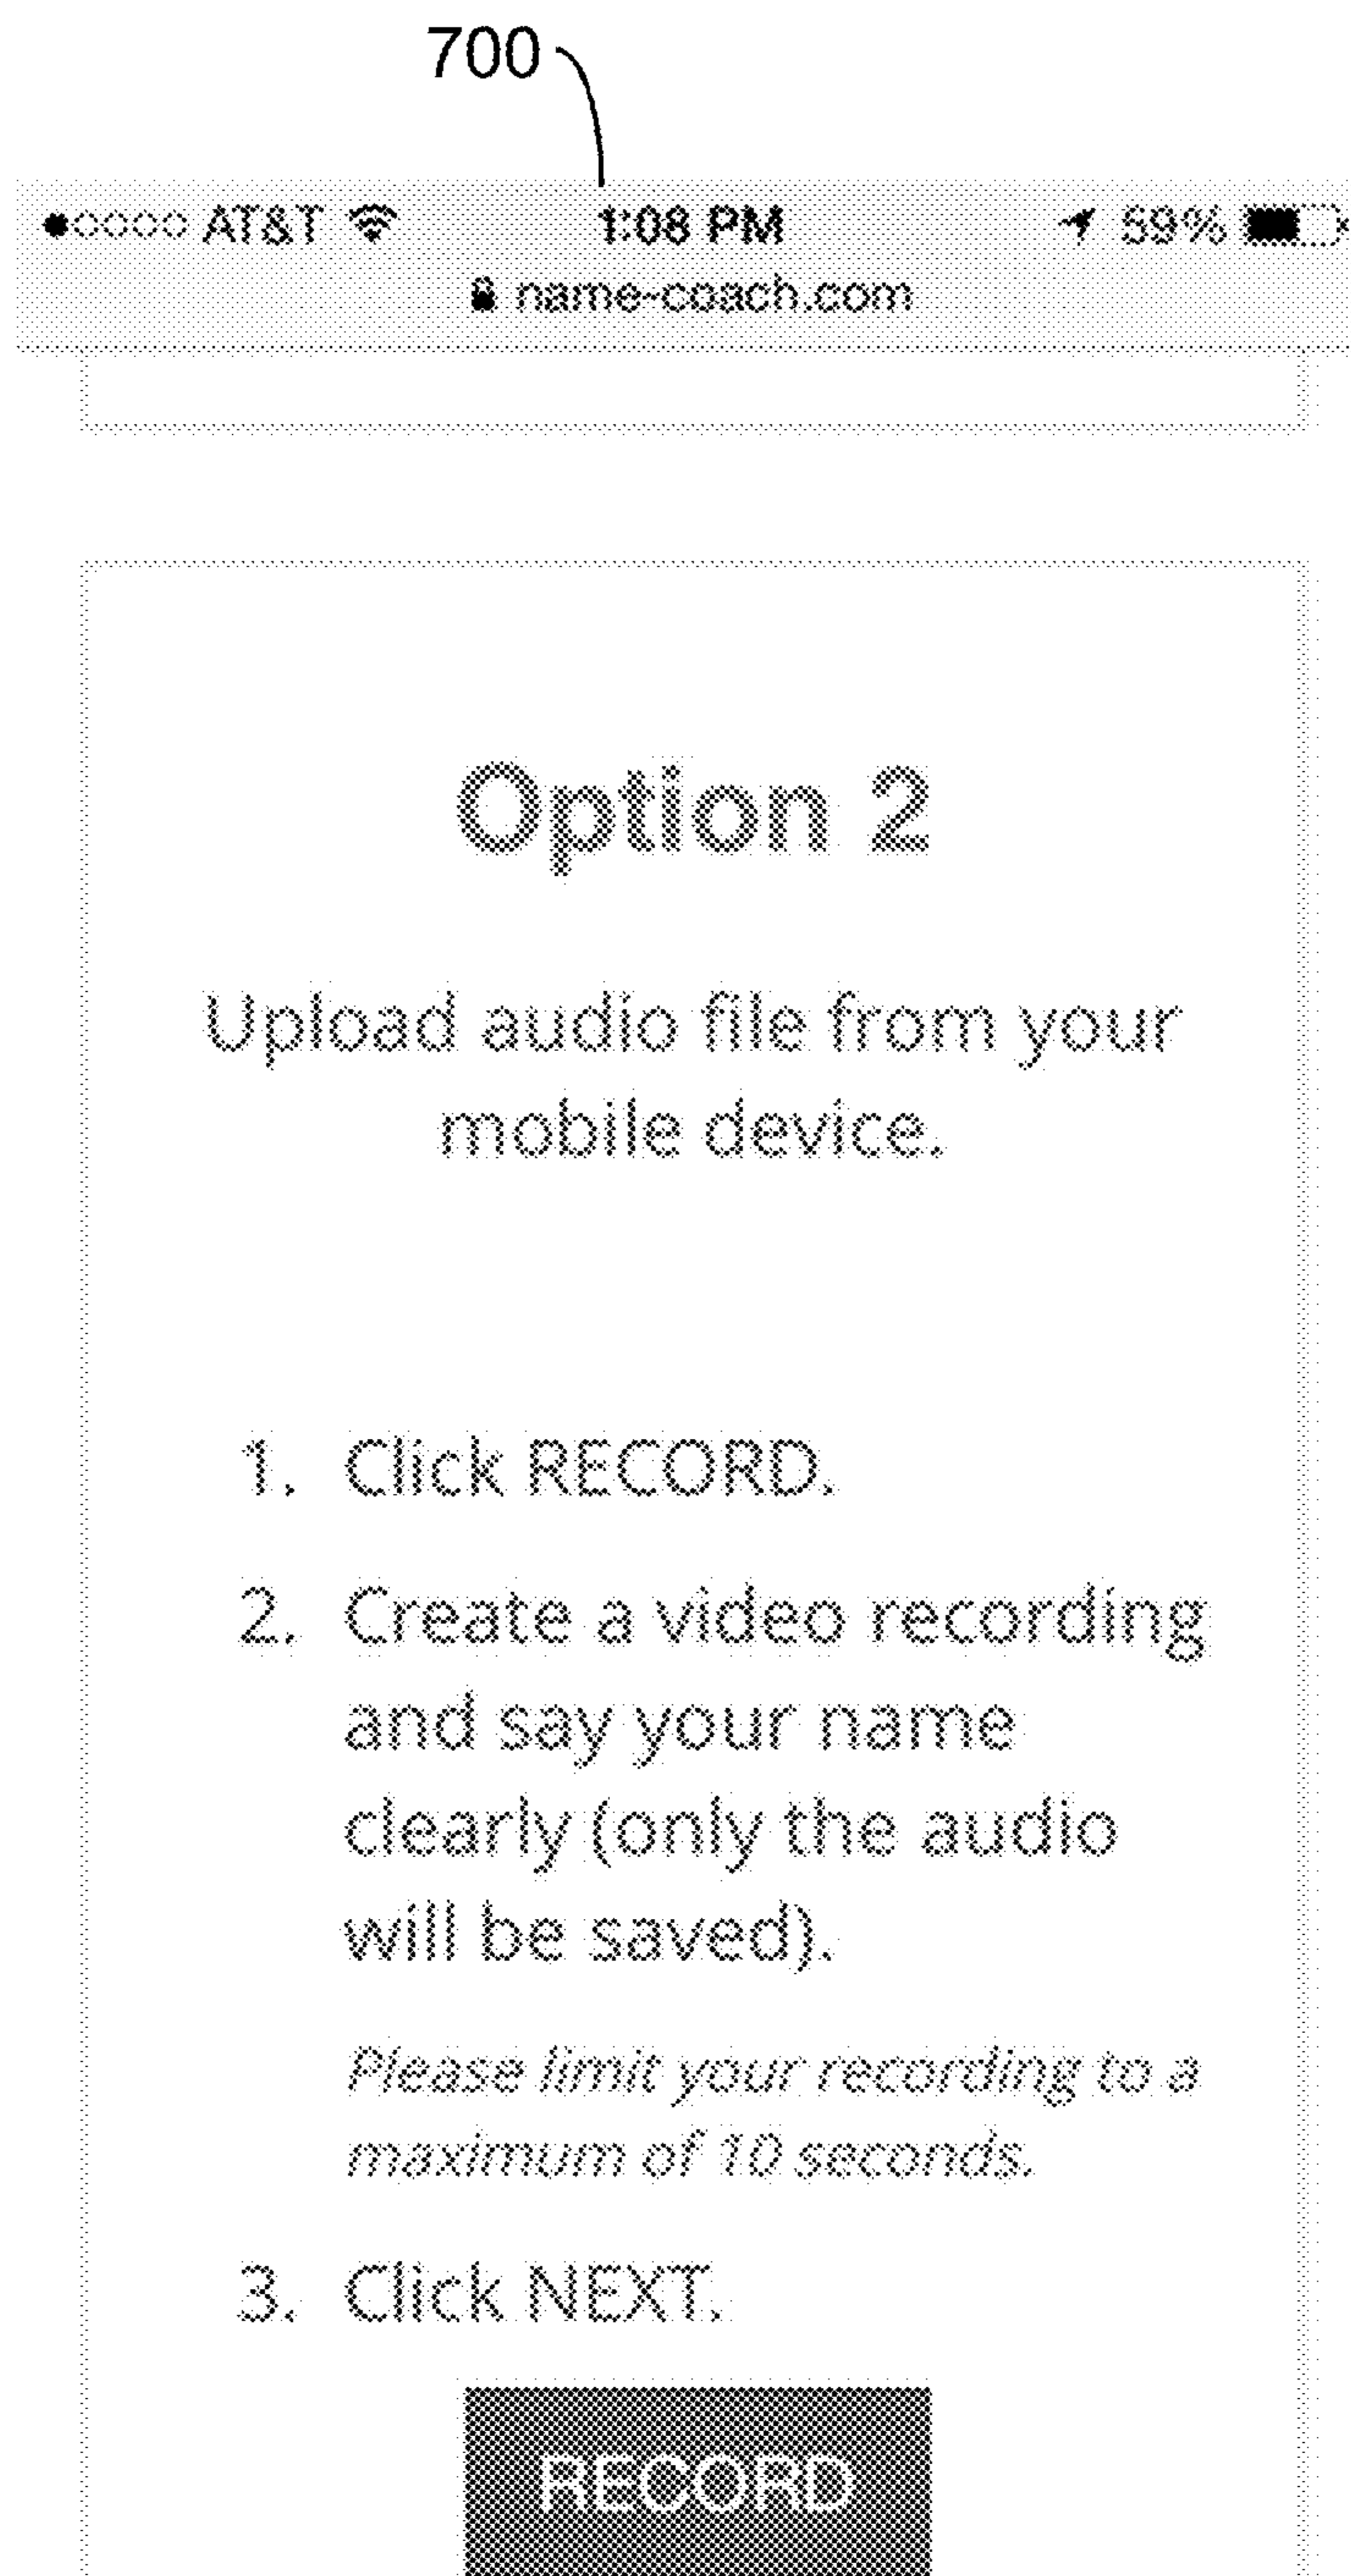 700
AT&T 1:08 PM 59%
name-coach.com
Option 2
Upload audio file from your
mobile device.
1. Click RECORD.
2. Create a video recording
and say your name
clearly (only the audio
will be saved).
Please limit your recording to a
maximum of 10 seconds.
3. Click NEXT.
RECORD